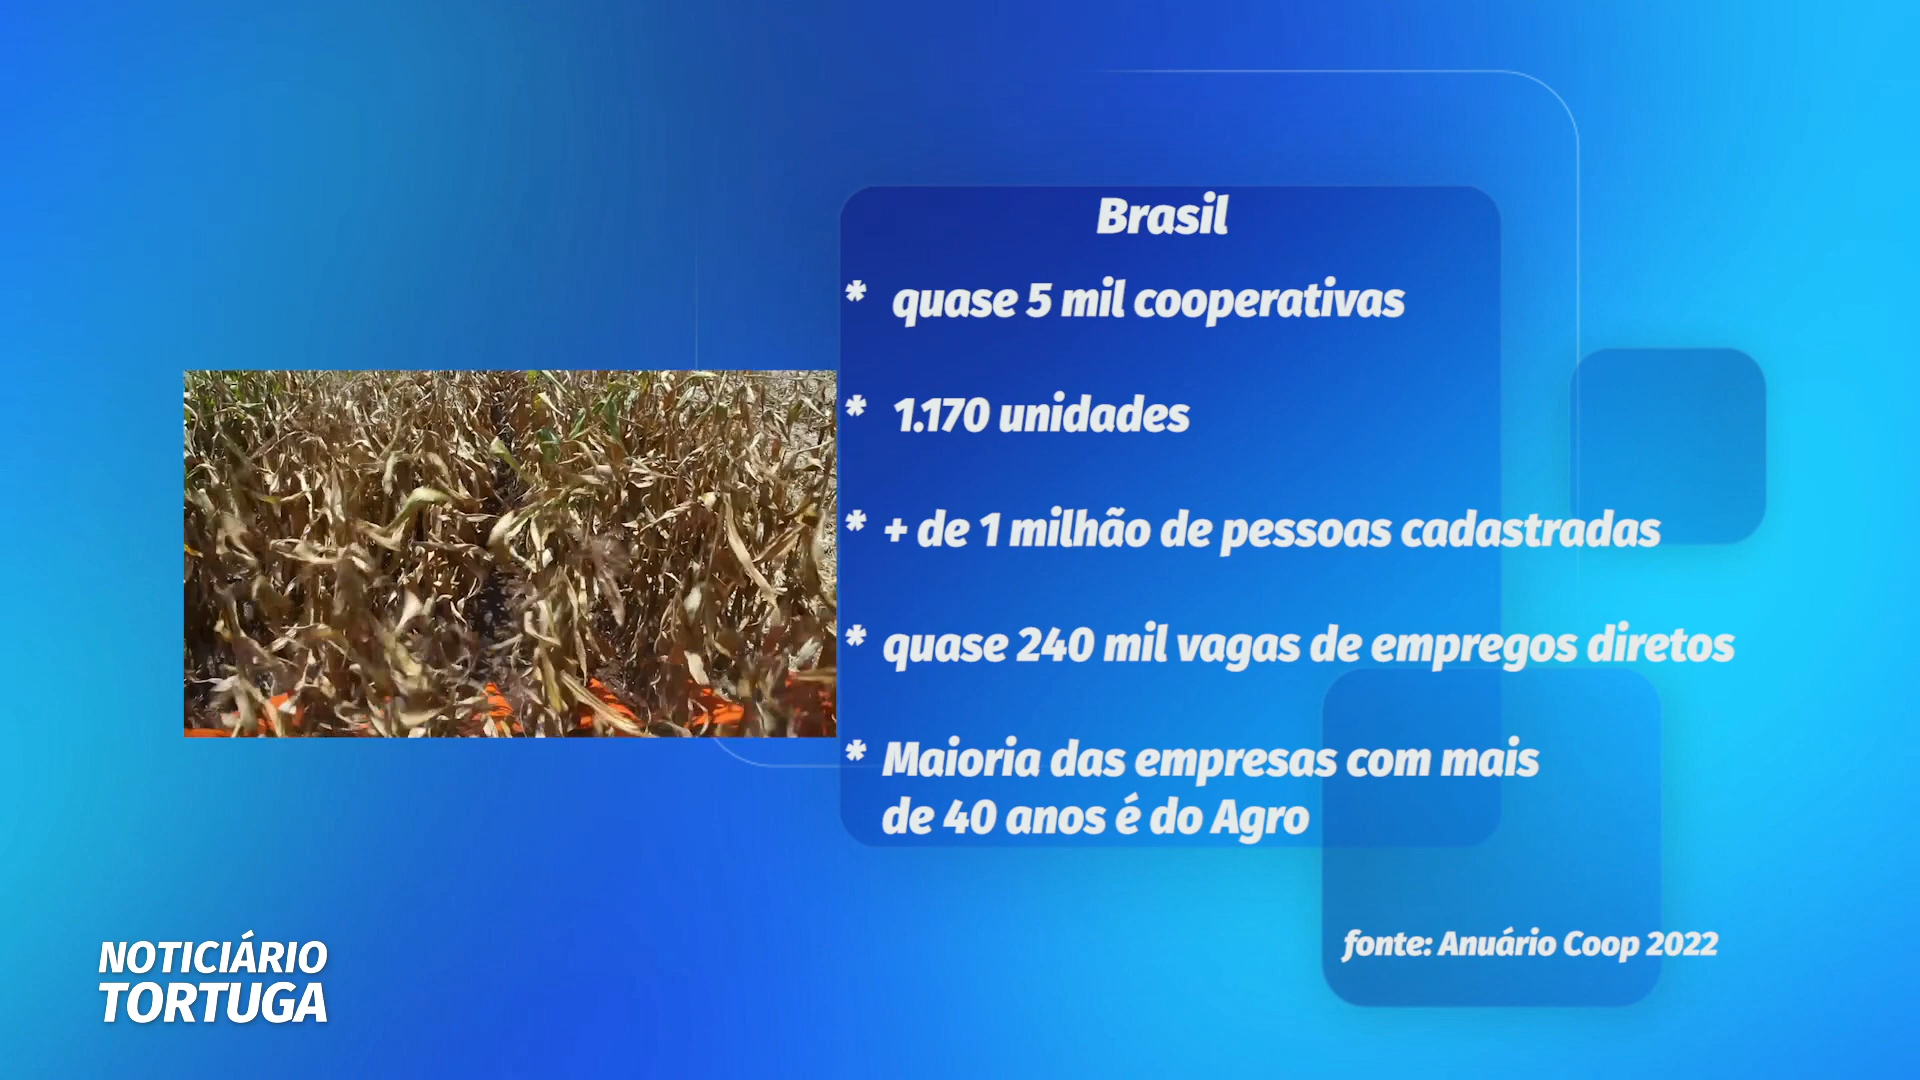 Brasil
* quase 5 mil cooperativas
* 1.170 unidades
* + de 1 milhão de pessoas cadastradas
* quase 240 mil vagas de empregos diretos
* Maioria das empresas com mais
de 40 anos é do Agro
fonte: Anuário Coop 2022
NOTICIÁRIO
TORTUGA